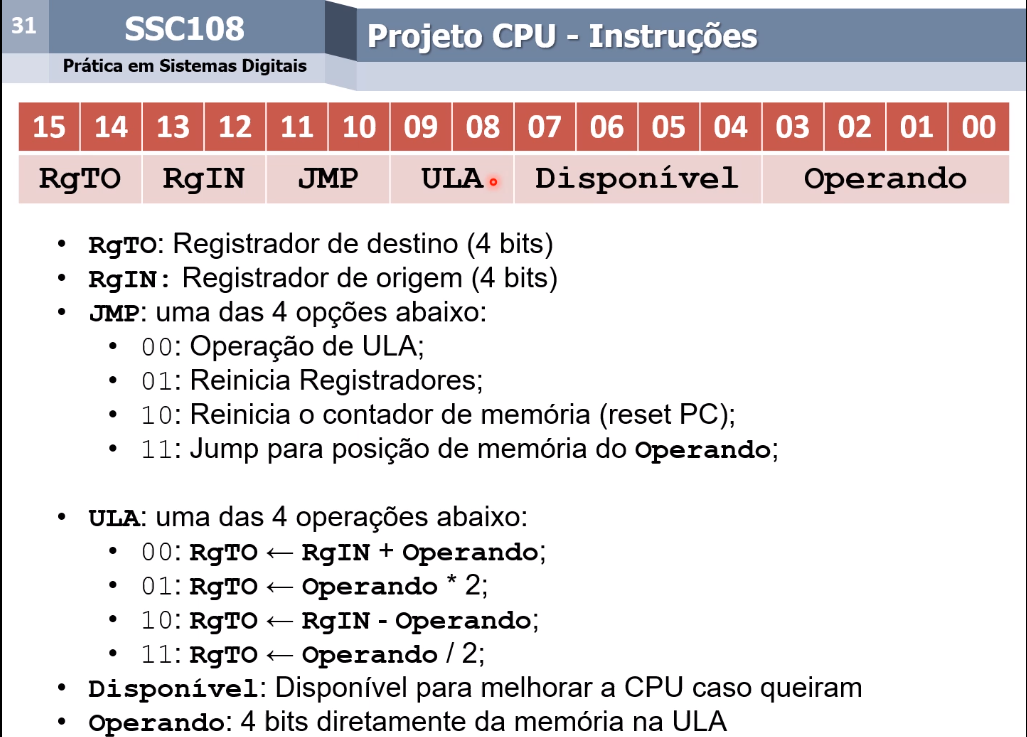 31
SSC108
Prática em Sistemas Digitais
Projeto CPU - Instruções
15 14 13 12 11 10 09 08 07 06 05 04 03 02 01 00
RgTO RgIN JMP ULA Disponível Operando
• RgTO: Registrador de destino (4 bits)
• RgIN: Registrador de origem (4 bits)
• JMP: uma das 4 opções abaixo:
• 00: Operação de ULA;
• 01: Reinicia Registradores;
• 10: Reinicia o contador de memória (reset PC);
• 11: Jump para posição de memória do Operando;
• ULA: uma das 4 operações abaixo:
• 00: RgTO ← RgIN + Operando;
• 01: RgTO ← Operando * 2;
• 10: RgTO ← RgIN - Operando;
• 11: RgTO ← Operando / 2;
• Disponível: Disponível para melhorar a CPU caso queiram
• Operando: 4 bits diretamente da memória na ULA